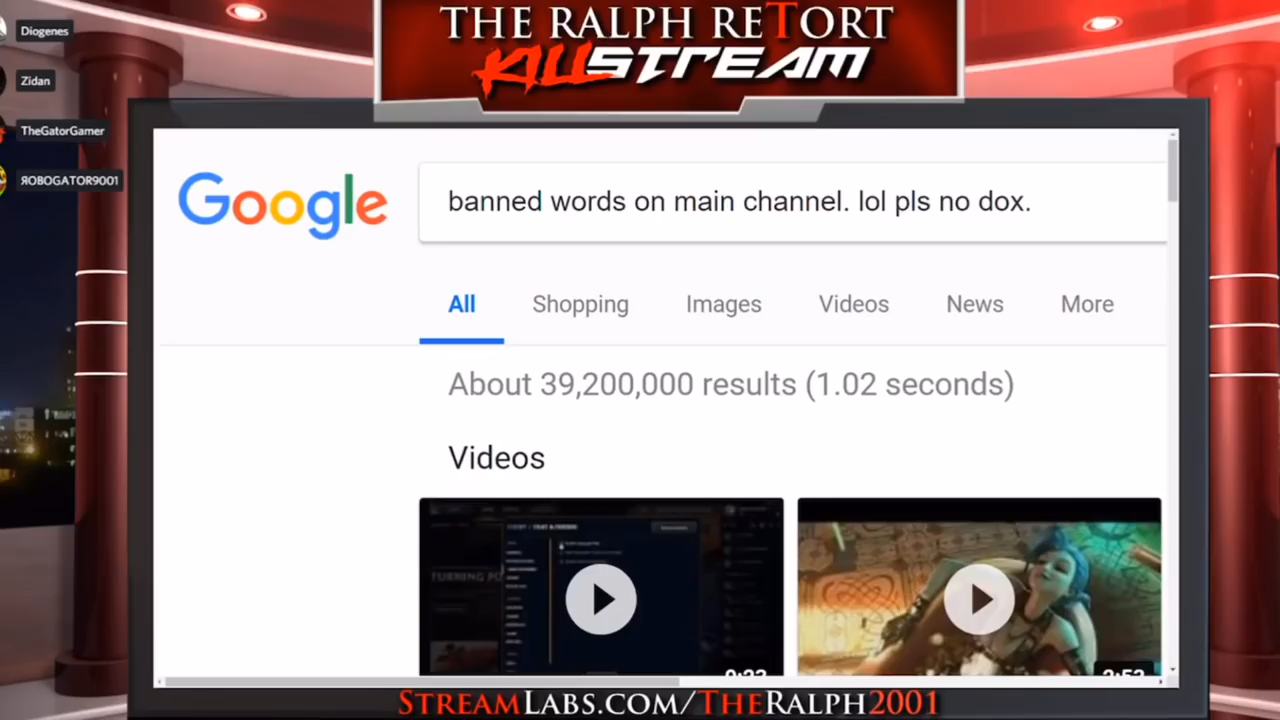 THE RALPH RETORT
KILLSTREAM
Diogenes
Zidan
TheGatorGamer
ЯOBOGATOR9001
Google
banned words on main channel. lol pls no dox.
All Shopping Images Videos News More
About 39,200,000 results (1.02 seconds)
Videos
STREAMLABS.COM/THERALPH2001